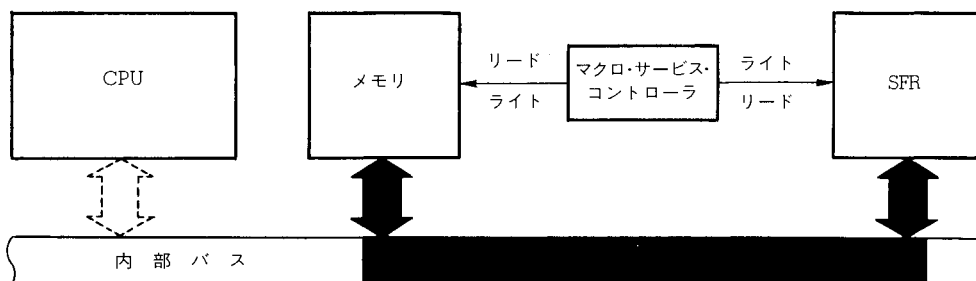 CPU
メモリ
リード
ライト
マクロ・サービス・
コントローラ
ライト
リード
SFR
内部バス